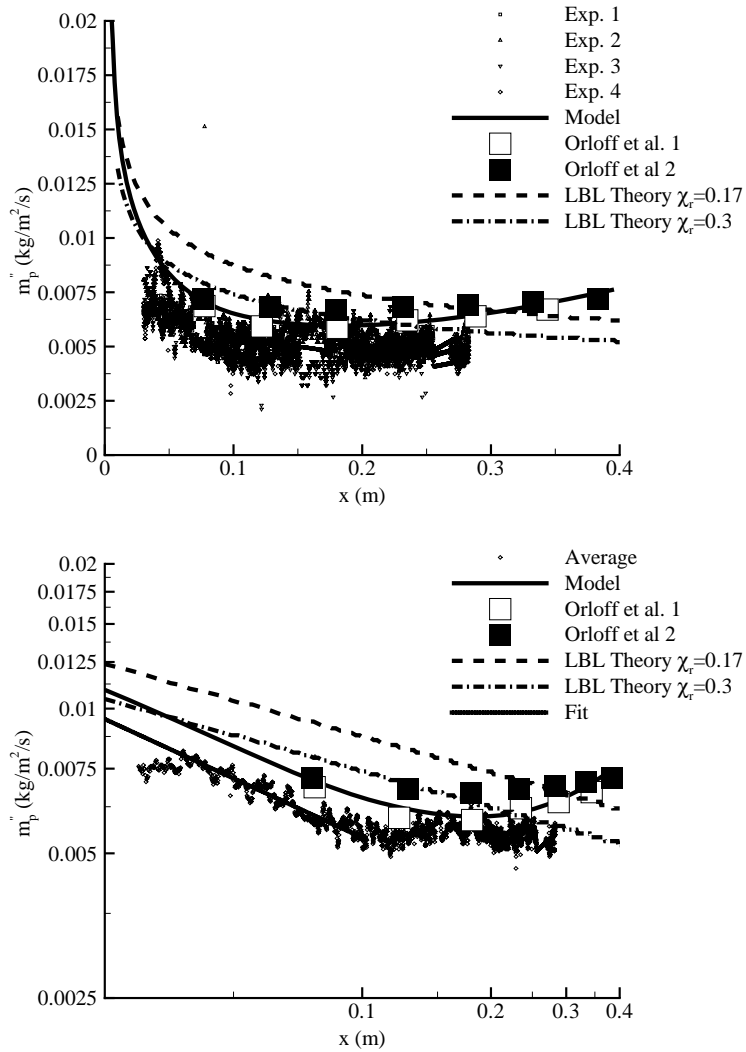 0.02
0.0175
0.015
0.0125
0.01
0.0075
0.005
0.0025
0
m"p (kg/m²/s)
0 0.1 0.2 0.3 0.4
x (m)
Exp. 1
Exp. 2
Exp. 3
Exp. 4
Model
Orloff et al. 1
Orloff et al 2
LBL Theory χr=0.17
LBL Theory χr=0.3
0.02
0.0175
0.015
0.0125
0.01
0.0075
0.005
0.0025
m"p (kg/m²/s)
0.1 0.2 0.3 0.4
x (m)
Average
Model
Orloff et al. 1
Orloff et al 2
LBL Theory χr=0.17
LBL Theory χr=0.3
Fit